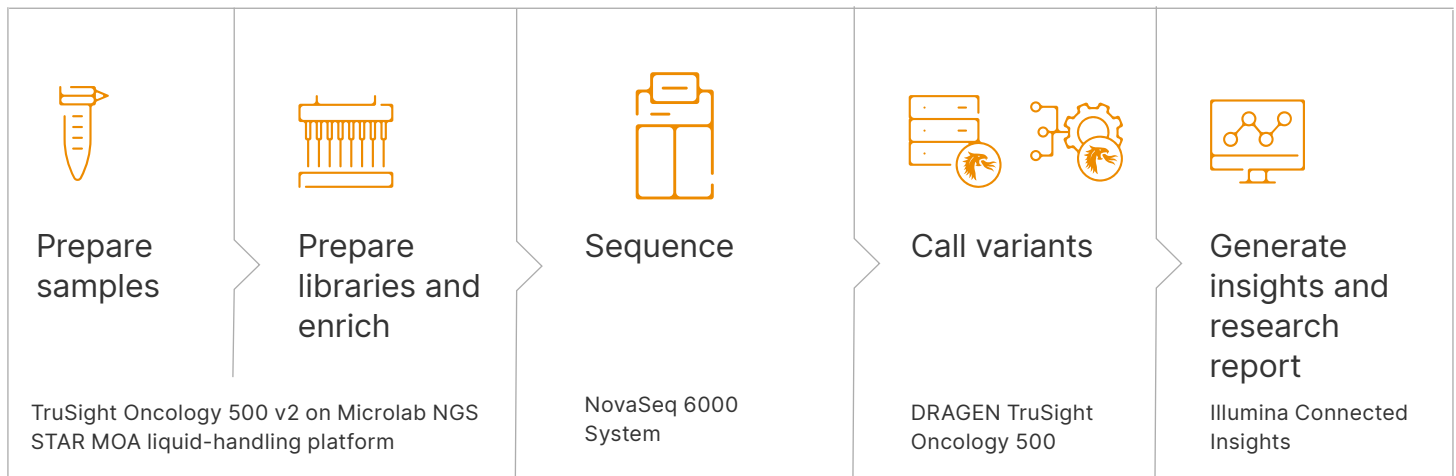 Prepare
samples
Prepare
libraries and
enrich
TruSight Oncology 500 v2 on Microlab NGS
STAR MOA liquid-handling platform
Sequence
NovaSeq 6000
System
Call variants
DRAGEN TruSight
Oncology 500
Generate
insights and
research
report
Illumina Connected
Insights